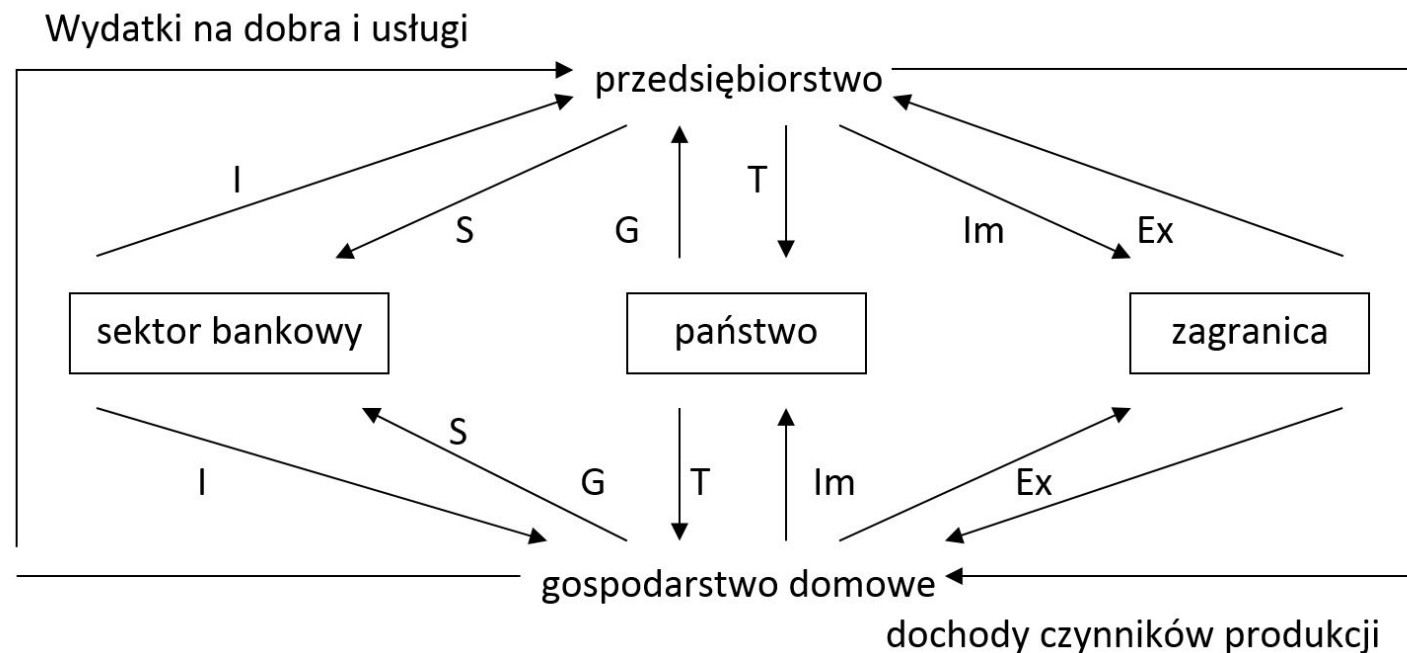 Wydatki na dobra i usługi
przedsiębiorstwo
I
S
G
T
Im
Ex
sektor bankowy
państwo
zagranica
S
I
G
T
Im
Ex
gospodarstwo domowe
dochody czynników produkcji